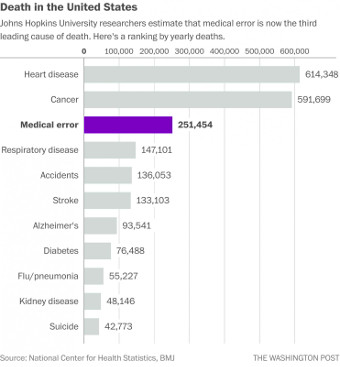 Death in the United States
Johns Hopkins University researchers estimate that medical error is now the third
leading cause of death. Here's a ranking by yearly deaths.
0 100,000 200,000 300,000 400,000 500,000 600,000
Heart disease 614,348
Cancer 591,699
Medical error 251,454
Respiratory disease 147,101
Accidents 136,053
Stroke 133,103
Alzheimer's 93,541
Diabetes 76,488
Flu/pneumonia 55,227
Kidney disease 48,146
Suicide 42,773
Source: National Center for Health Statistics, BMJ THE WASHINGTON POST